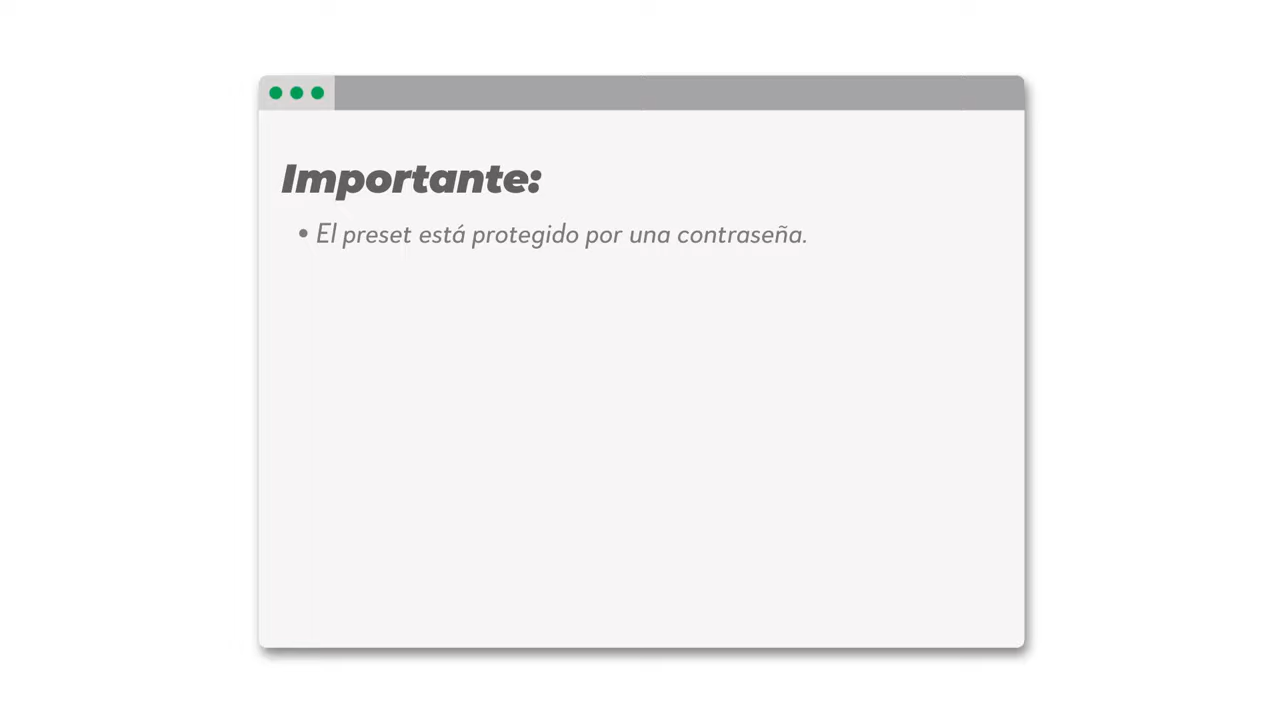 Importante:
• El preset está protegido por una contraseña.